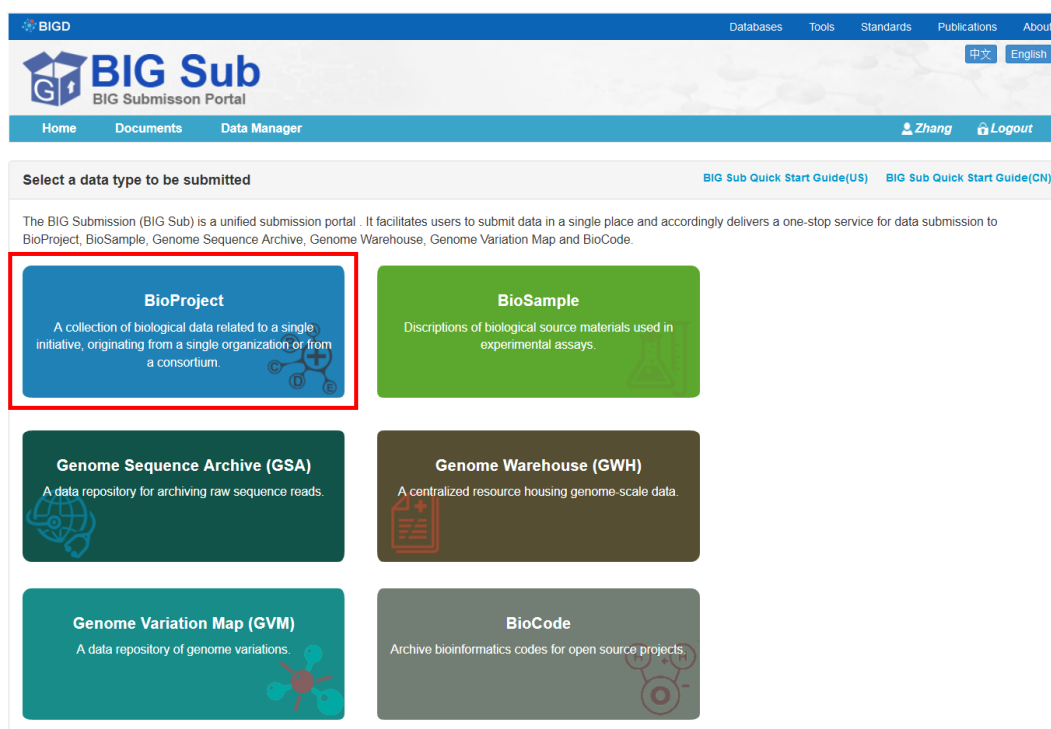 BIGD Databases Tools Standards Publications About
中文 English
G BIG Sub
BIG Submisson Portal
Home Documents Data Manager Zhang Logout
Select a data type to be submitted BIG Sub Quick Start Guide(US) BIG Sub Quick Start Guide(CN)
The BIG Submission (BIG Sub) is a unified submission portal . It facilitates users to submit data in a single place and accordingly delivers a one-stop service for data submission to
BioProject, BioSample, Genome Sequence Archive, Genome Warehouse, Genome Variation Map and BioCode.
BioProject
A collection of biological data related to a single
initiative, originating from a single organization or from
a consortium.
C D E
BioSample
Discriptions of biological source materials used in
experimental assays.
Genome Sequence Archive (GSA)
A data repository for archiving raw sequence reads.
Genome Warehouse (GWH)
A centralized resource housing genome-scale data.
Genome Variation Map (GVM)
A data repository of genome variations.
BioCode
Archive bioinformatics codes for open source projects.
H H
O